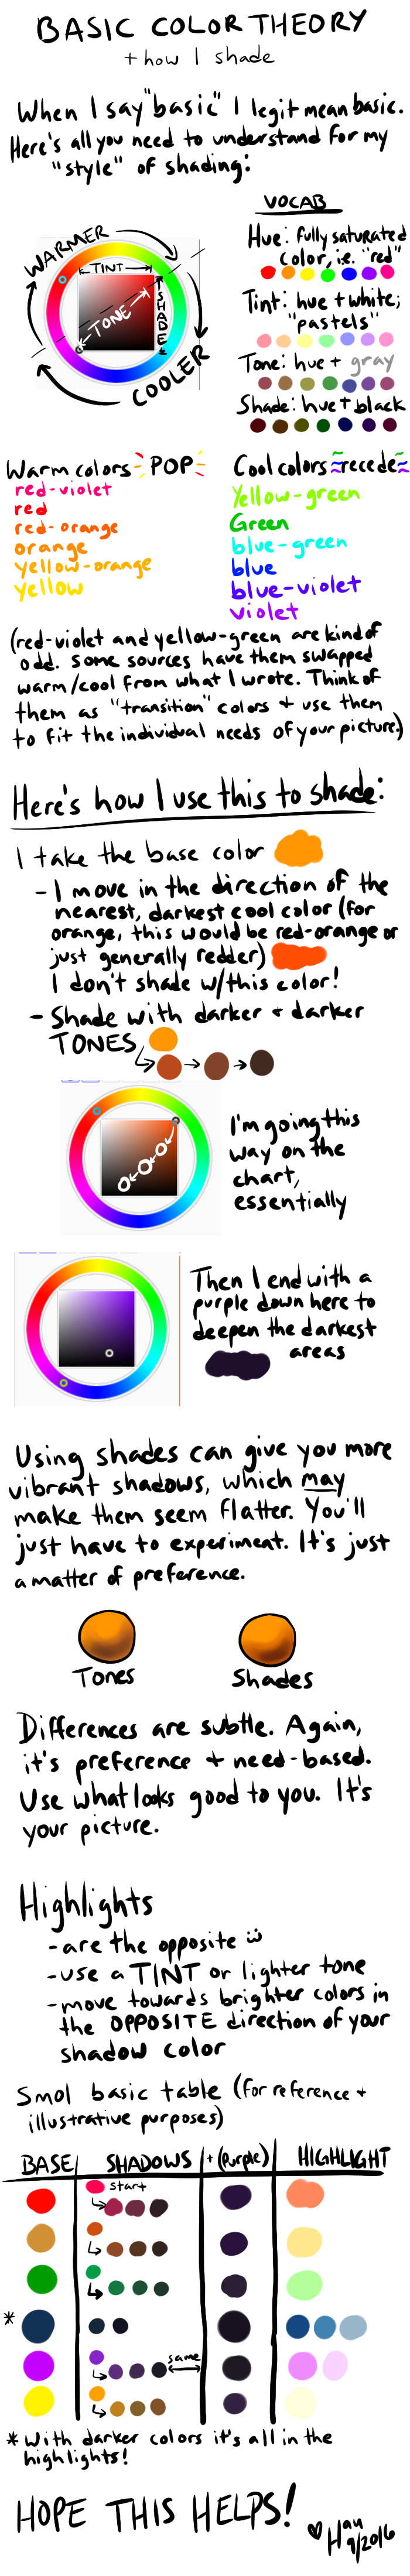 BASIC COLOR THEORY
+ how I shade
When I say "basic" I legit mean basic.
Here's all you need to understand for my
"style" of shading:
WARMER
TINT
TONE
SHADE
COOLER
VOCAB
Hue: fully saturated
color, i.e. "red"
Tint: hue + white;
"pastels"
Tone: hue + gray
Shade: hue + black
Warm colors POP
red-violet
red
red-orange
orange
yellow-orange
yellow
Cool colors recede
Yellow-green
Green
blue-green
blue
blue-violet
violet
(red-violet and yellow-green are kind of
odd. Some sources have them swapped
warm/cool from what I wrote. Think of
them as "transition" colors + use them
to fit the individual needs of your picture.)
Here's how I use this to shade:
I take the base color
- I move in the direction of the
nearest, darkest cool color (for
orange, this would be red-orange or
just generally redder)
I don't shade w/this color!
- Shade with darker + darker
TONES
I'm going this
way on the
chart,
essentially
Then I end with a
purple down here to
deepen the darkest
areas
Using shades can give you more
vibrant shadows, which may
make them seem flatter. You'll
just have to experiment. It's just
a matter of preference.
Tones
Shades
Differences are subtle. Again,
it's preference + need-based.
Use what looks good to you. It's
your picture.
Highlights
- are the opposite
- use a TINT or lighter tone
- move towards brighter colors in
the OPPOSITE direction of your
shadow color
Smol basic table (for reference +
illustrative purposes)
BASE SHADOWS + (purple) HIGHLIGHT
start
*
same
* with darker colors it's all in the
highlights!
HOPE THIS HELPS!
9/2016